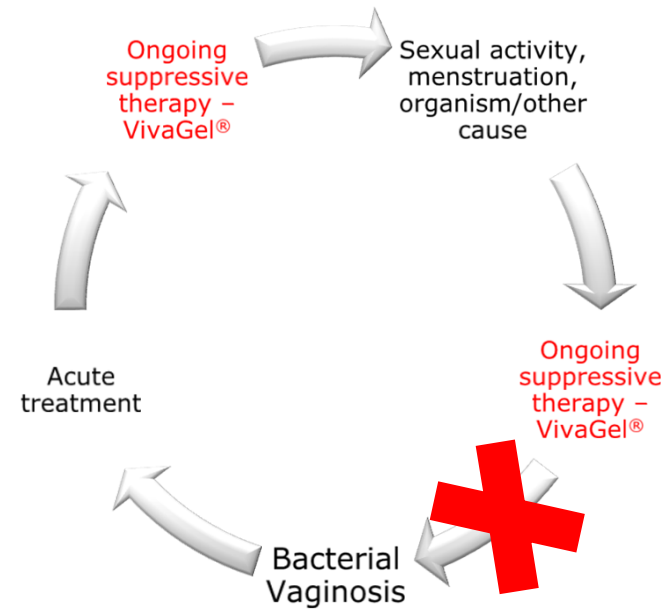 Ongoing
suppressive
therapy –
VivaGel®
Sexual activity,
menstruation,
organism/other
cause
Ongoing
suppressive
therapy –
VivaGel®
Bacterial
Vaginosis
Acute
treatment